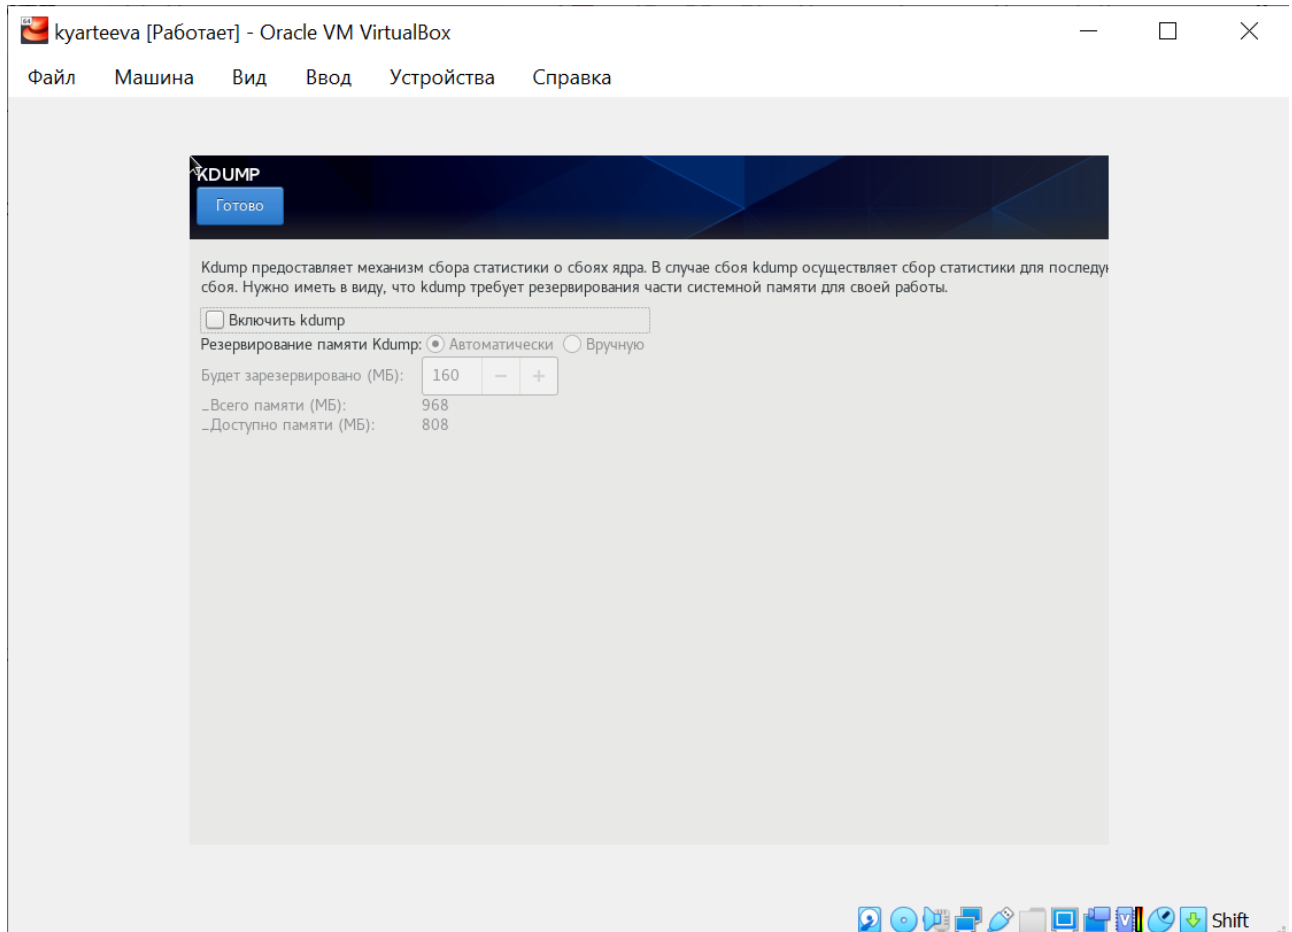 kyarteeva [Работает] - Oracle VM VirtualBox
Файл Машина Вид Ввод Устройства Справка
KDUMP
Готово
Kdump предоставляет механизм сбора статистики о сбоях ядра. В случае сбоя kdump осуществляет сбор статистики для последу
сбоя. Нужно иметь в виду, что kdump требует резервирования части системной памяти для своей работы.
Включить kdump
Резервирование памяти Kdump: Автоматически Вручную
Будет зарезервировано (МБ): 160 − +
_Всего памяти (МБ): 968
_Доступно памяти (МБ): 808
Shift